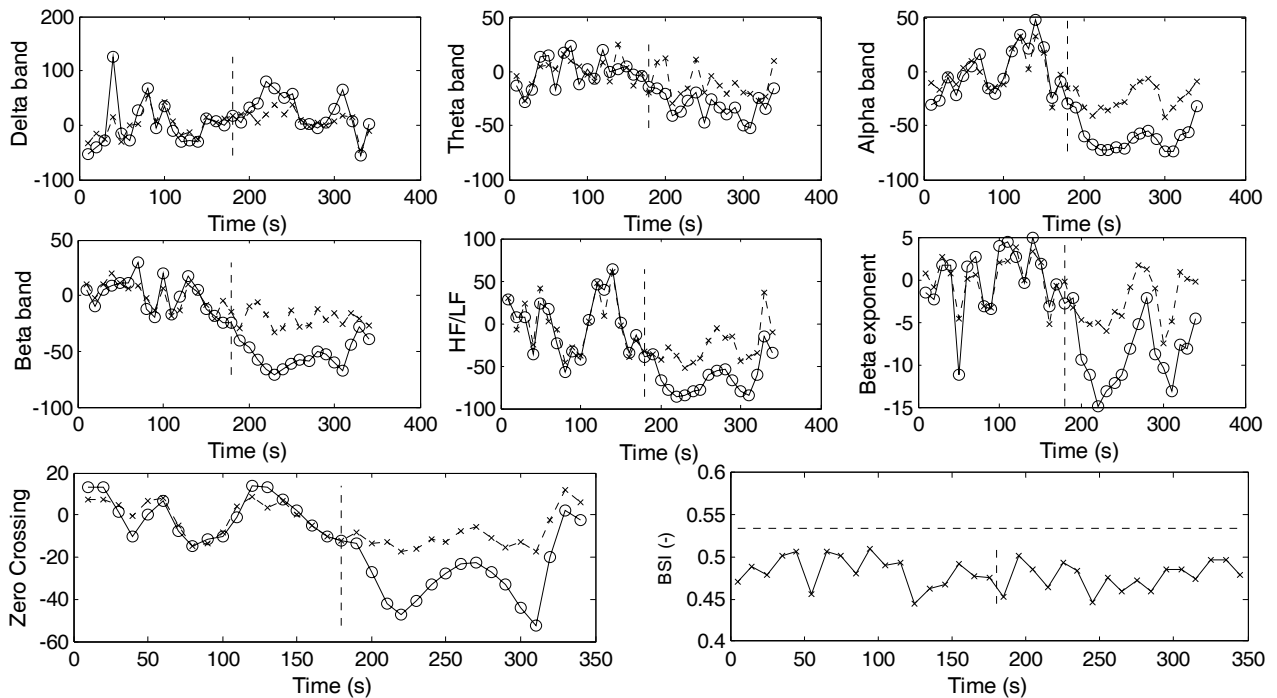 200
100
0
-100
Delta band
0 100 200 300 400
Time (s)
50
0
-50
-100
Theta band
0 100 200 300 400
Time (s)
50
0
-50
-100
Alpha band
0 100 200 300 400
Time (s)
50
0
-50
-100
Beta band
0 100 200 300 400
Time (s)
100
50
0
-50
-100
HF/LF
0 100 200 300 400
Time (s)
5
0
-5
-10
-15
Beta exponent
0 100 200 300 400
Time (s)
20
0
-20
-40
-60
Zero Crossing
0 50 100 150 200 250 300 350
Time (s)
0.6
0.55
0.5
0.45
0.4
BSI (-)
0 50 100 150 200 250 300 350
Time (s)